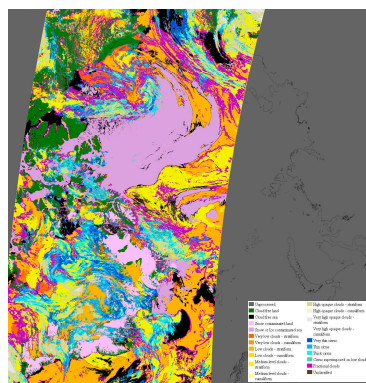 Unprocessed
Cloud free land
Cloud free sea
Snow contaminated land
Snow or Ice contaminated sea
Very low clouds - stratiform
Very low clouds - cumuliform
Low clouds - stratiform
Low clouds - cumuliform
Medium level clouds -
stratiform
Medium level clouds -
cumuliform
High opaque clouds - stratiform
High opaque clouds - cumuliform
Very high opaque clouds -
stratiform
Very high opaque clouds -
cumuliform
Very thin cirrus
Thin cirrus
Thick cirrus
Cirrus superimposed on low cloud
Fractional clouds
Unclassified